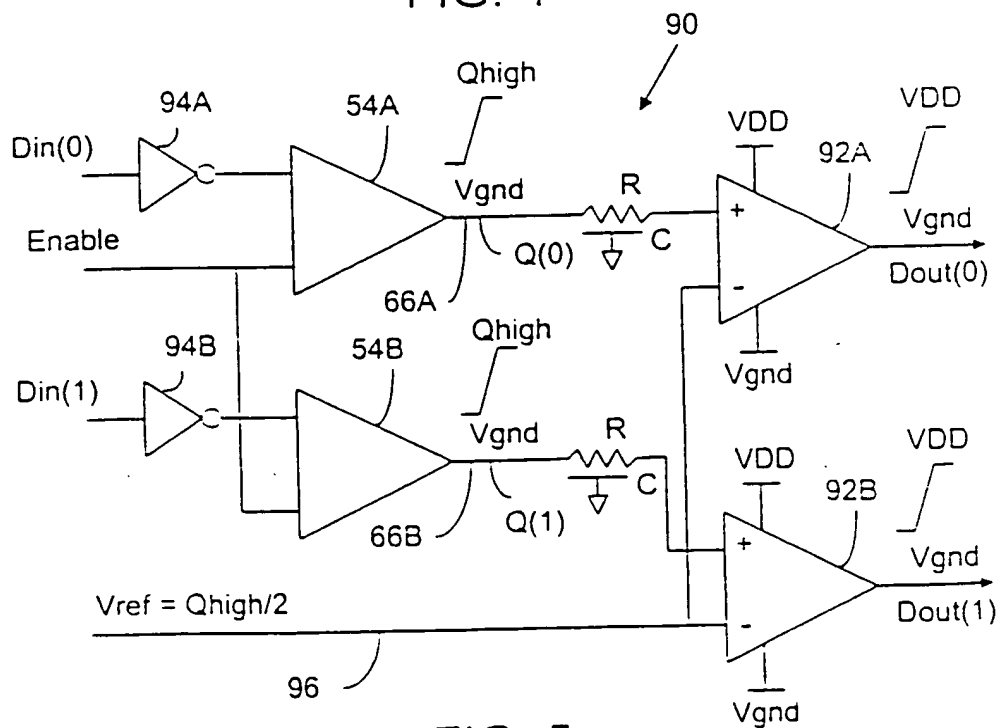 90
Qhigh
94A
54A
VDD
VDD
Din(0)
92A
Vgnd
R
+
Vgnd
Enable
Q(0)
C
Dout(0)
66A
-
Qhigh
94B
54B
Vgnd
Din(1)
VDD
Vgnd
R
VDD
92B
C
Q(1)
66B
+
Vgnd
Vref = Qhigh/2
Dout(1)
-
96
Vgnd